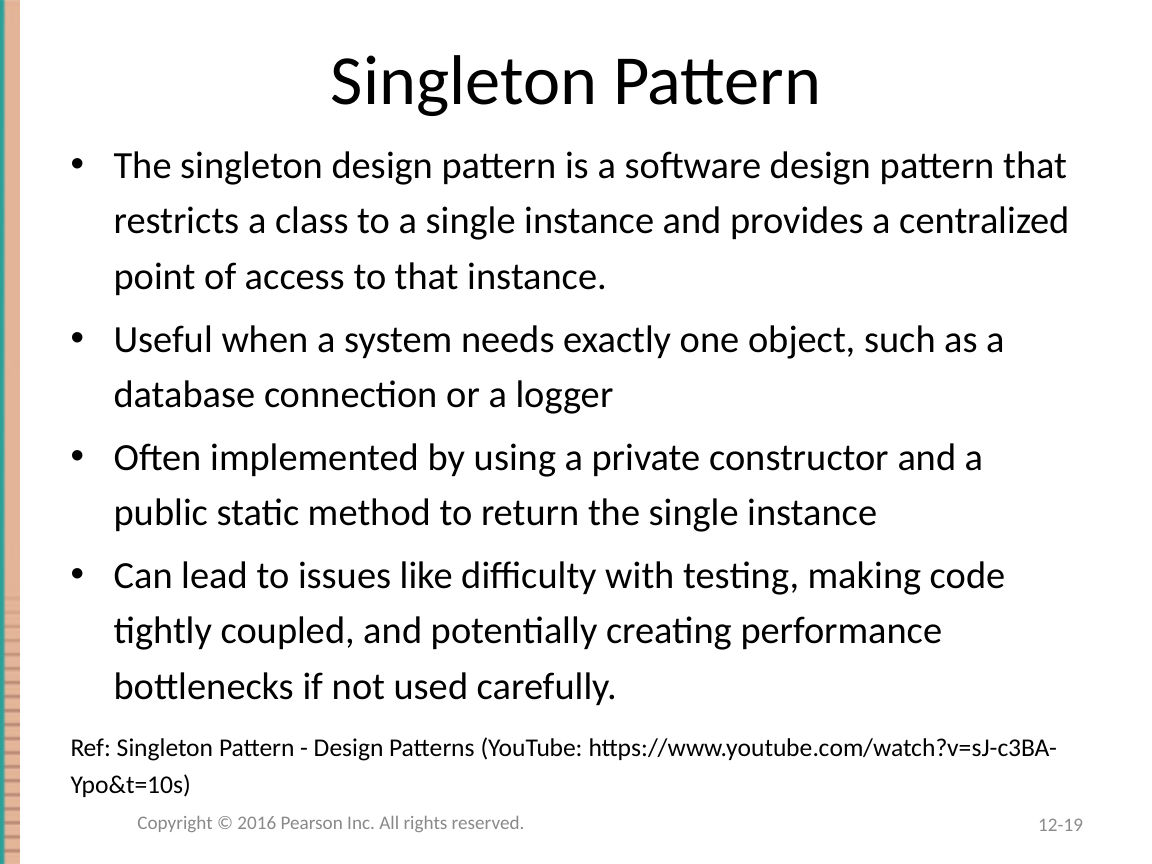 Singleton Pattern
• The singleton design pattern is a software design pattern that
restricts a class to a single instance and provides a centralized
point of access to that instance.
• Useful when a system needs exactly one object, such as a
database connection or a logger
• Often implemented by using a private constructor and a
public static method to return the single instance
• Can lead to issues like difficulty with testing, making code
tightly coupled, and potentially creating performance
bottlenecks if not used carefully.
Ref: Singleton Pattern - Design Patterns (YouTube: https://www.youtube.com/watch?v=sJ-c3BA-
Ypo&t=10s)
Copyright © 2016 Pearson Inc. All rights reserved.
12-19